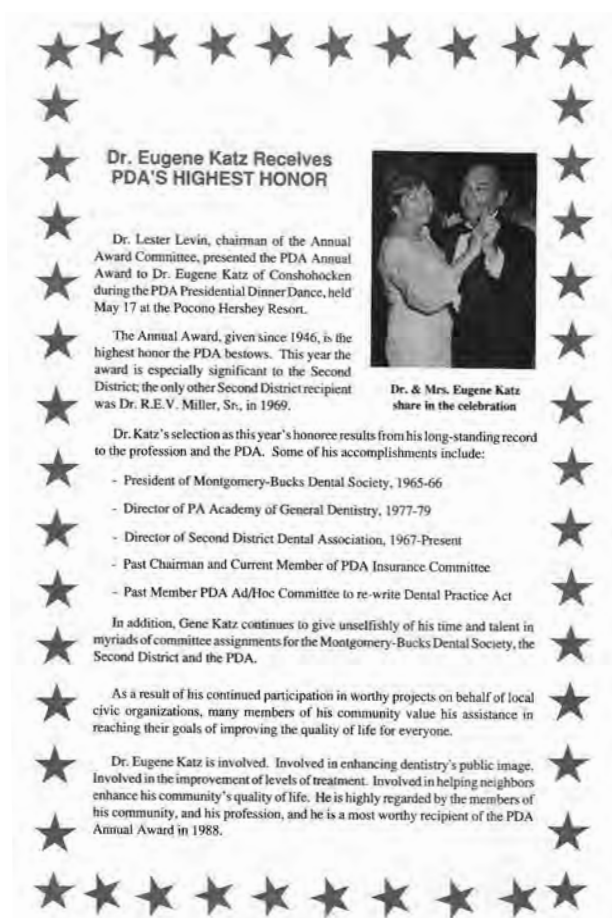 Dr. Eugene Katz Receives
PDA'S HIGHEST HONOR
Dr. Lester Levin, chairman of the Annual
Award Committee, presented the PDA Annual
Award to Dr. Eugene Katz of Conshohocken
during the PDA Presidential Dinner Dance, held
May 17 at the Pocono Hershey Resort.
The Annual Award, given since 1946, is the
highest honor the PDA bestows. This year the
award is especially significant to the Second
District; the only other Second District recipient
was Dr. R.E.V. Miller, Sr., in 1969.
Dr. & Mrs. Eugene Katz
share in the celebration
Dr. Katz's selection as this year's honoree results from his long-standing record
to the profession and the PDA. Some of his accomplishments include:
- President of Montgomery-Bucks Dental Society, 1965-66
- Director of PA Academy of General Dentistry, 1977-79
- Director of Second District Dental Association, 1967-Present
- Past Chairman and Current Member of PDA Insurance Committee
- Past Member PDA Ad/Hoc Committee to re-write Dental Practice Act
In addition, Gene Katz continues to give unselfishly of his time and talent in
myriads of committee assignments for the Montgomery-Bucks Dental Society, the
Second District and the PDA.
As a result of his continued participation in worthy projects on behalf of local
civic organizations, many members of his community value his assistance in
reaching their goals of improving the quality of life for everyone.
Dr. Eugene Katz is involved. Involved in enhancing dentistry's public image.
Involved in the improvement of levels of treatment. Involved in helping neighbors
enhance his community's quality of life. He is highly regarded by the members of
his community, and his profession, and he is a most worthy recipient of the PDA
Annual Award in 1988.